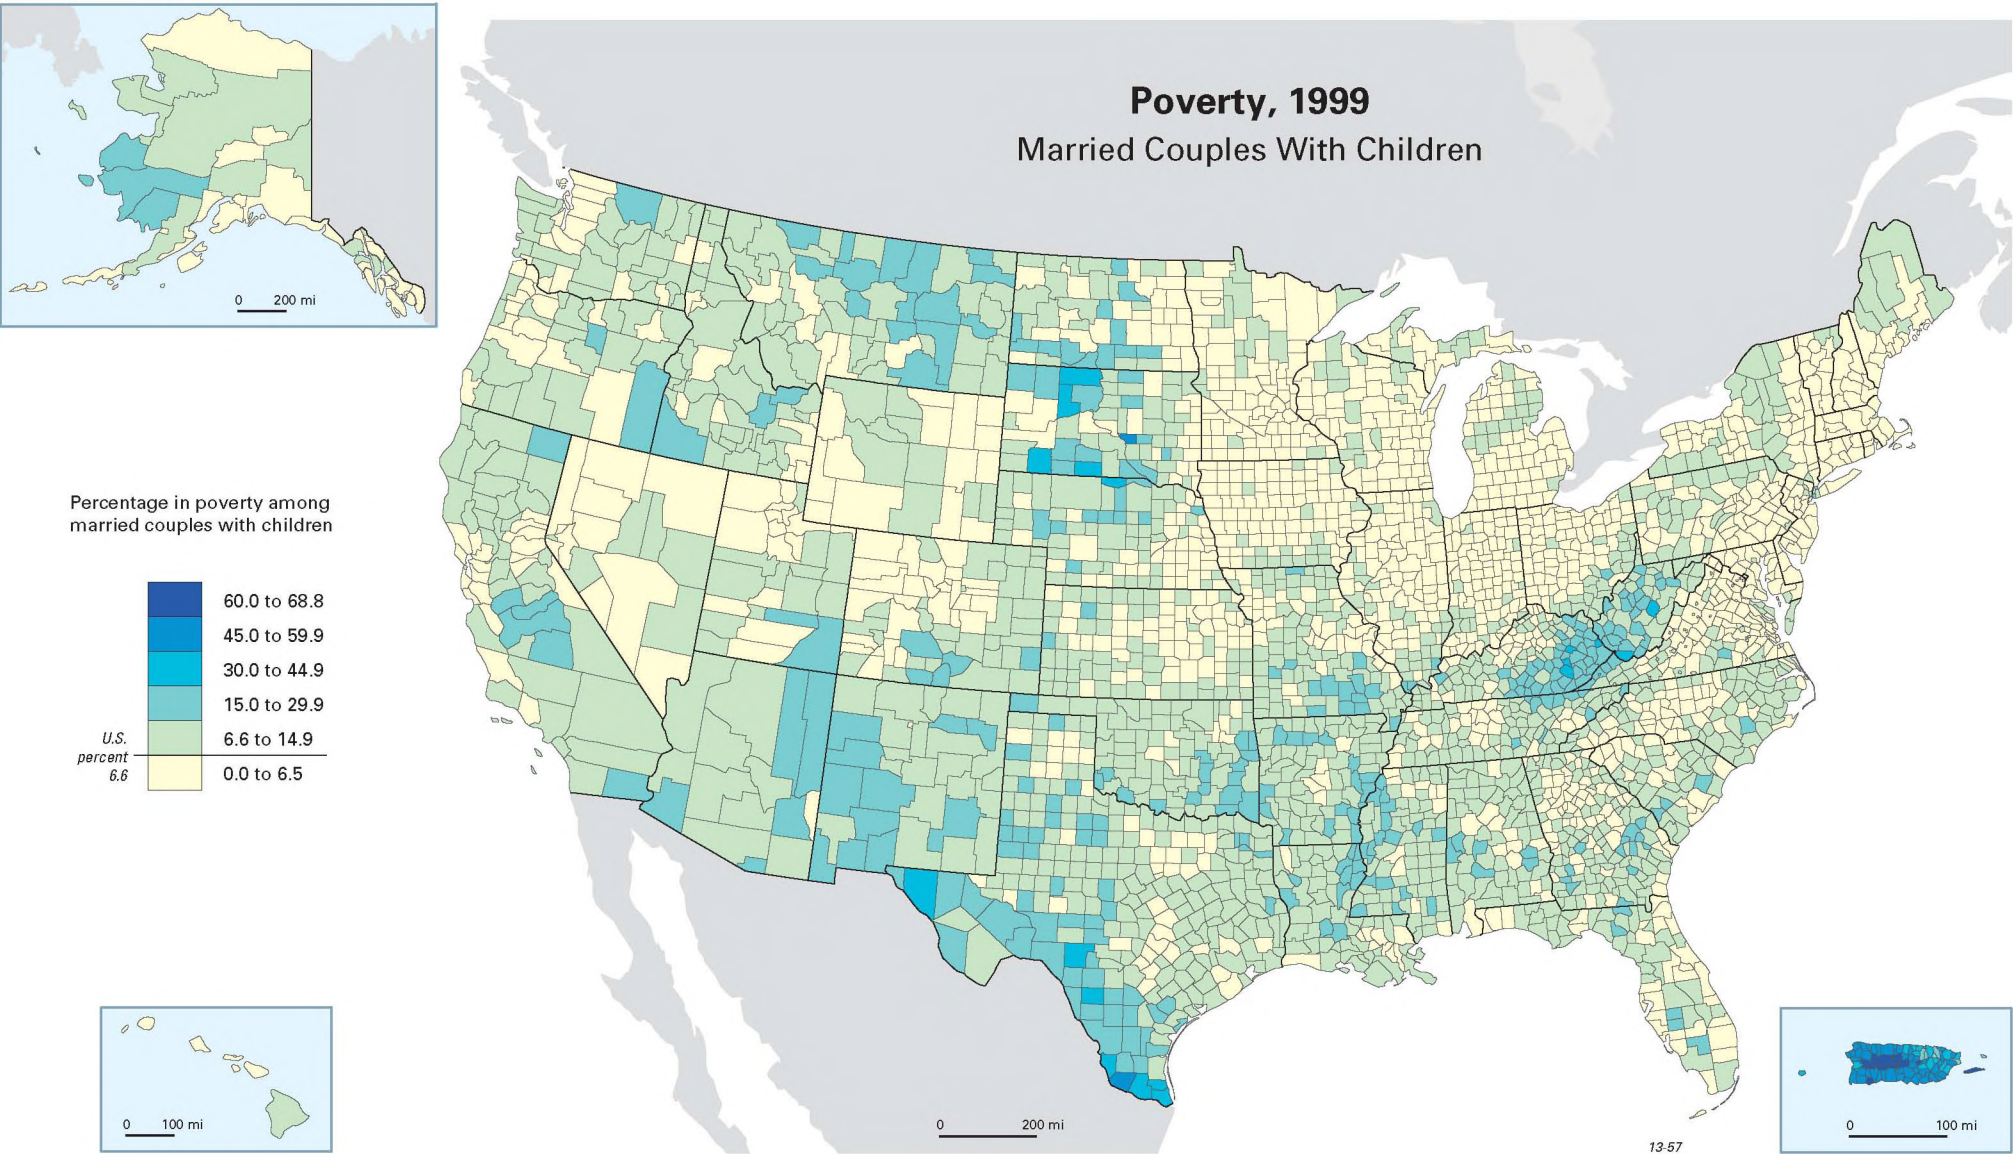 Poverty, 1999
Married Couples With Children
0 200 mi
Percentage in poverty among
married couples with children
60.0 to 68.8
45.0 to 59.9
30.0 to 44.9
15.0 to 29.9
6.6 to 14.9
0.0 to 6.5
U.S.
percent
6.6
0 100 mi
0 200 mi
13-57
0 100 mi